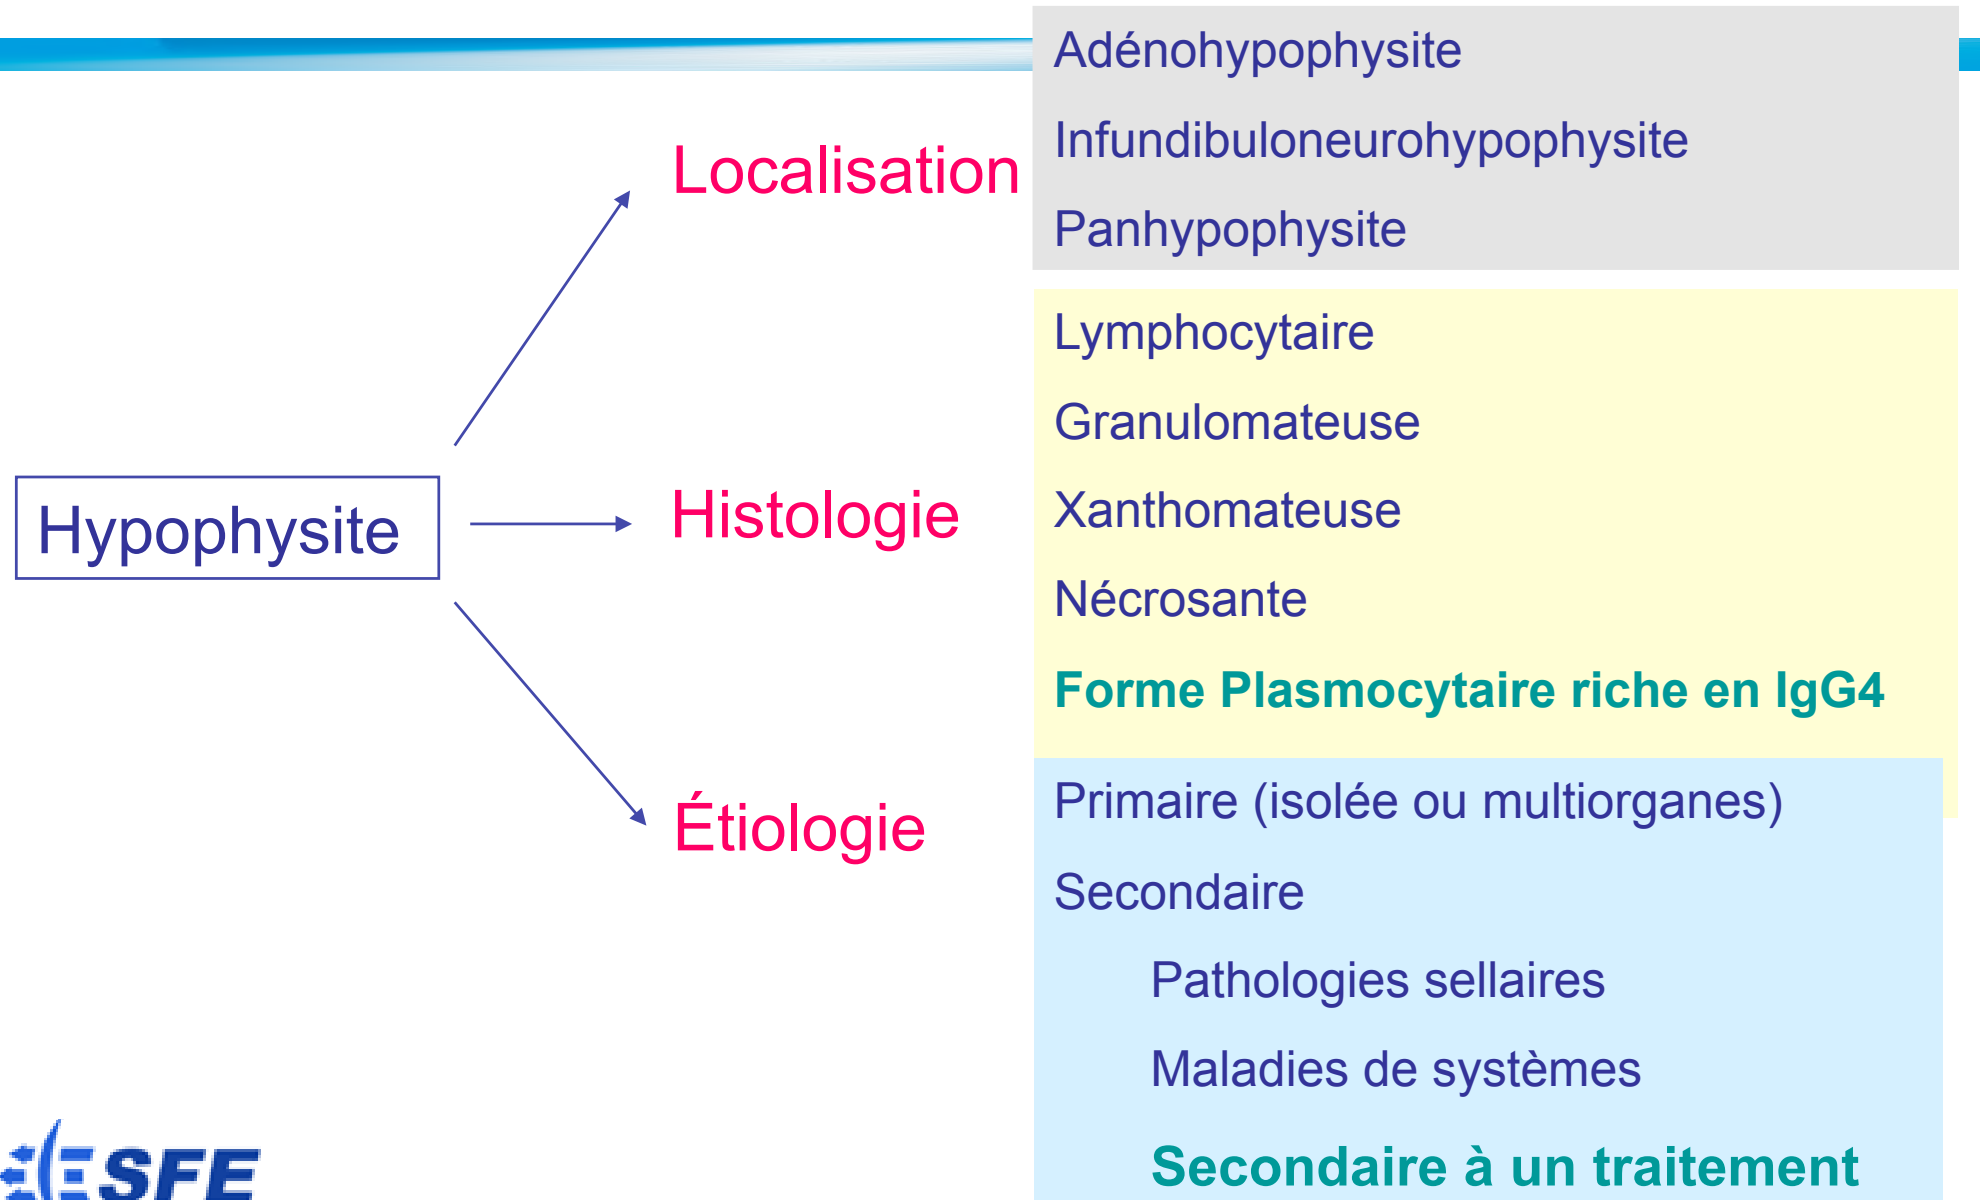 Hypophysite
Localisation
Adénohypophysite
Infundibuloneurohypophysite
Panhypophysite
Histologie
Lymphocytaire
Granulomateuse
Xanthomateuse
Nécrosante
Forme Plasmocytaire riche en IgG4
Étiologie
Primaire (isolée ou multiorganes)
Secondaire
Pathologies sellaires
Maladies de systèmes
Secondaire à un traitement
SFE